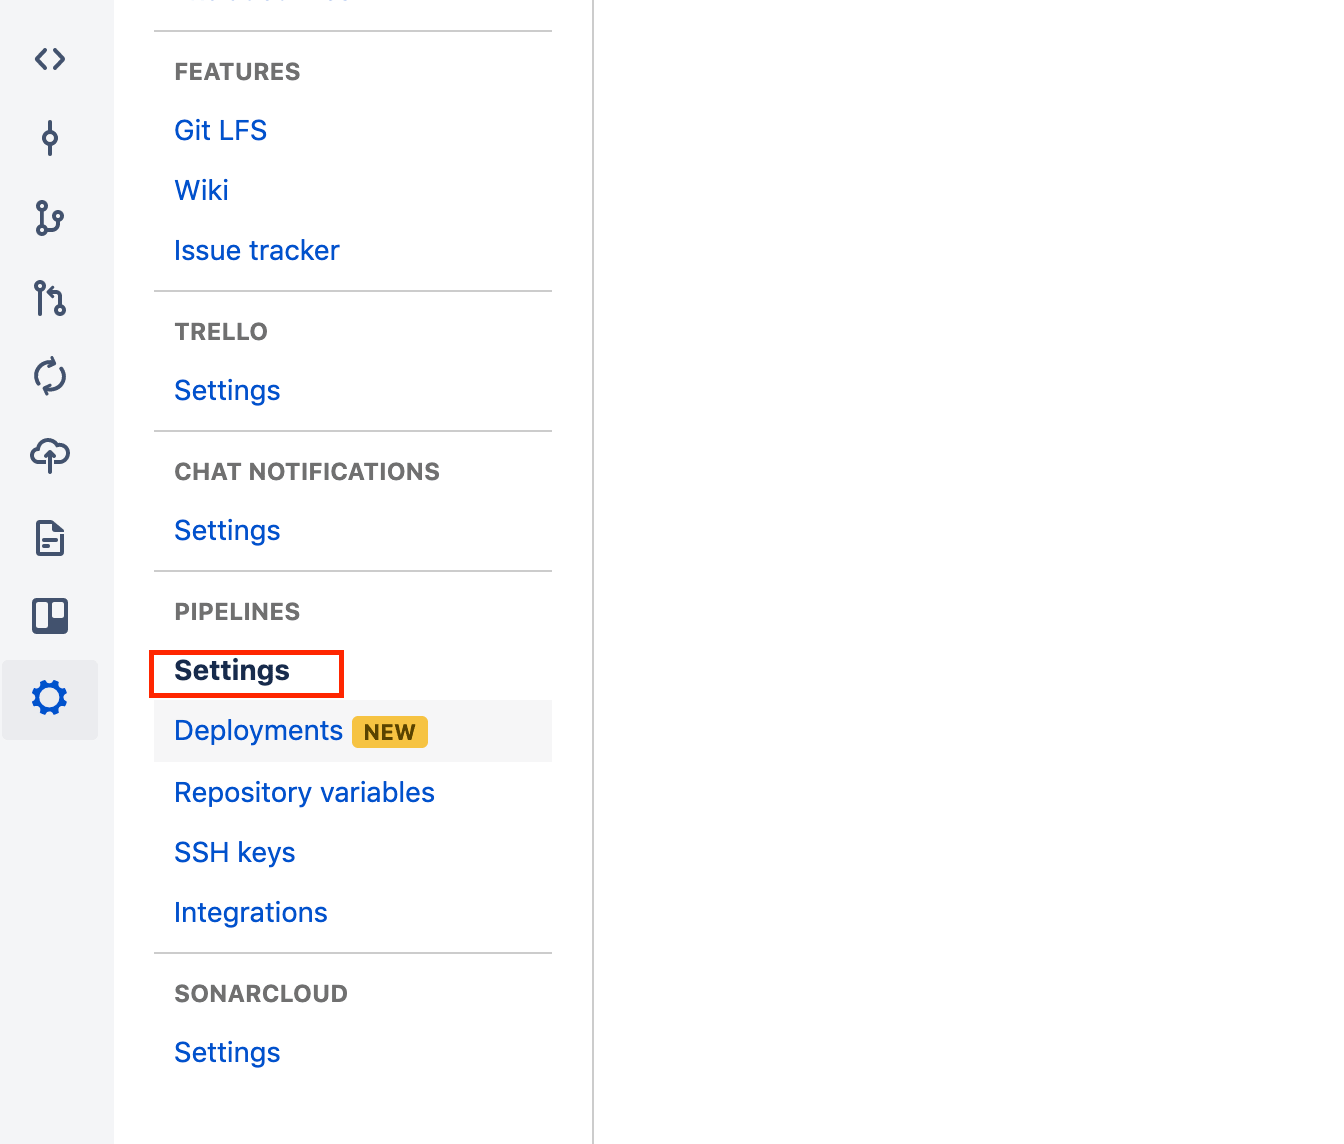 FEATURES
Git LFS
Wiki
Issue tracker
TRELLO
Settings
CHAT NOTIFICATIONS
Settings
PIPELINES
Settings
Deployments NEW
Repository variables
SSH keys
Integrations
SONARCLOUD
Settings